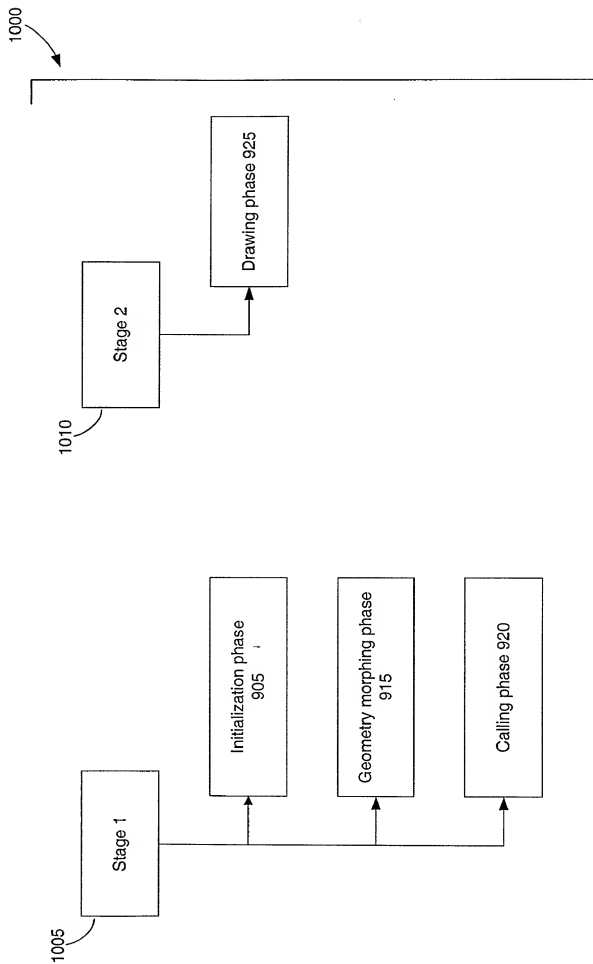 1000
1005
Stage 1
Initialization phase
905
Geometry morphing phase
915
Calling phase 920
1010
Stage 2
Drawing phase 925